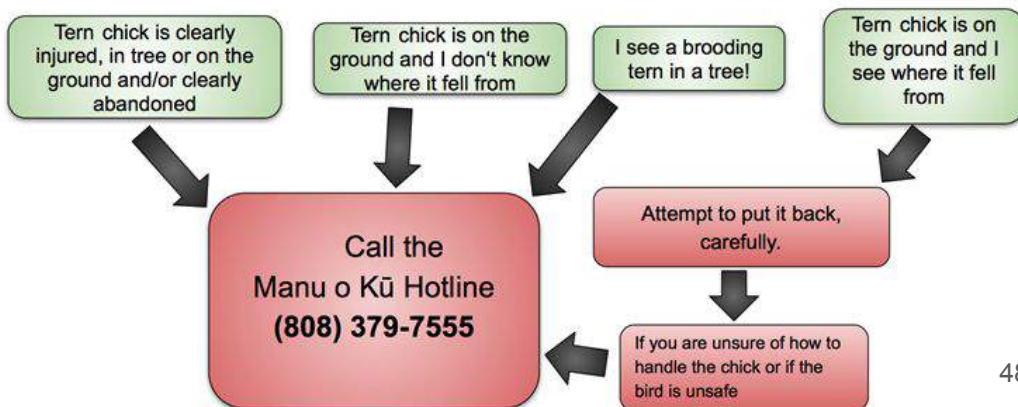 Tern chick is clearly
injured, in tree or on the
ground and/or clearly
abandoned
Tern chick is on the
ground and I don't know
where it fell from
I see a brooding
tern in a tree!
Tern chick is on
the ground and I
see where it fell
from
Call the
Manu o Kū Hotline
(808) 379-7555
Attempt to put it back,
carefully.
If you are unsure of how to
handle the chick or if the
bird is unsafe
48